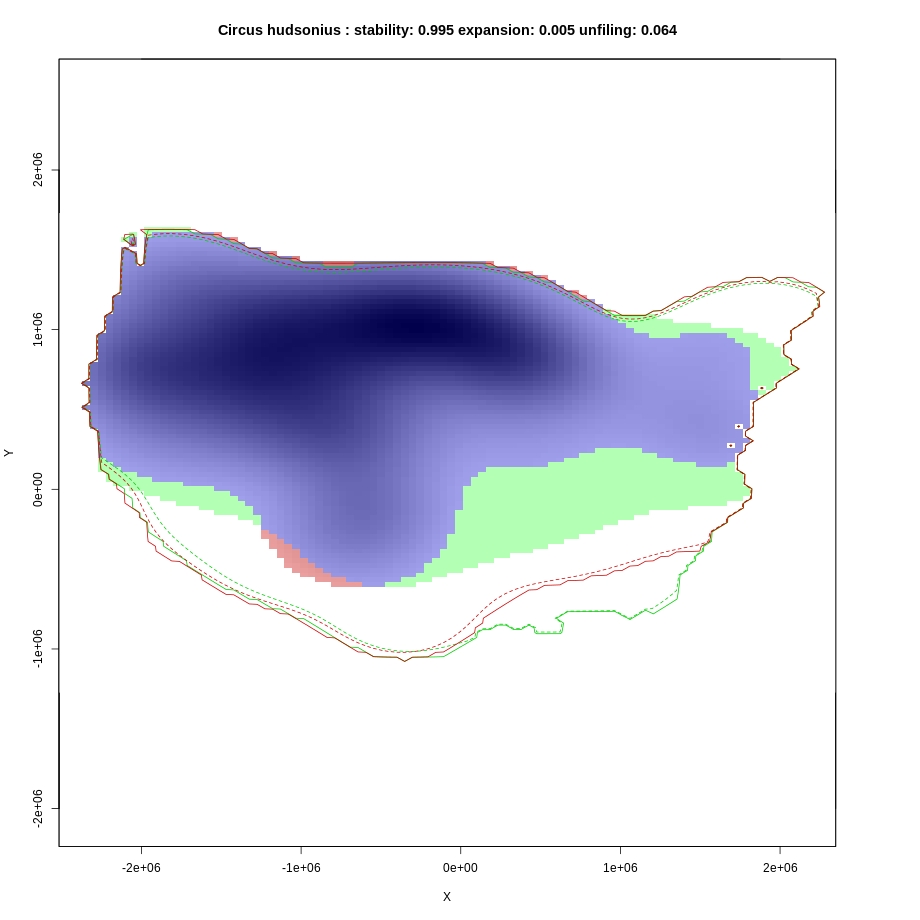 Circus hudsonius : stability: 0.995 expansion: 0.005 unfiling: 0.064
2e+06
1e+06
0e+00
-1e+06
-2e+06
Y
-2e+06 -1e+06 0e+00 1e+06 2e+06
X